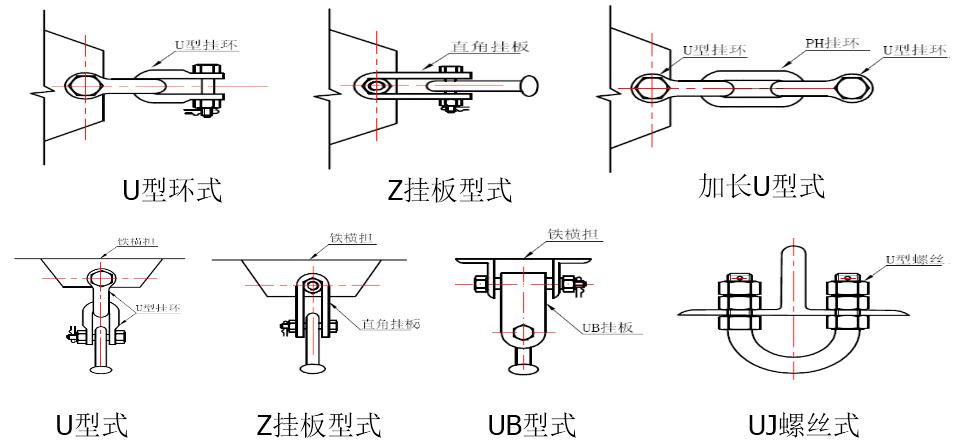 U型挂环
直角挂板
U型挂环
PH挂环
U型挂环
U型环式
Z挂板型式
加长U型式
铁横担
U型挂环
铁横担
直角挂板
铁横担
UB挂板
U型螺丝
U型式
Z挂板型式
UB型式
UJ螺丝式